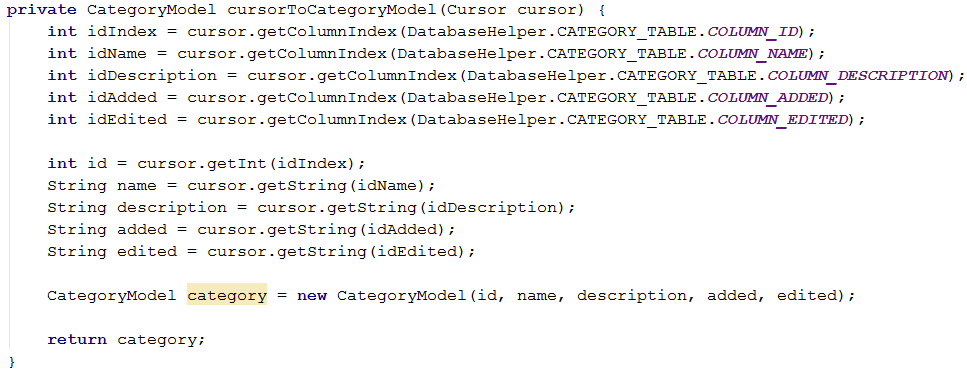 private CategoryModel cursorToCategoryModel(Cursor cursor) {
    int idIndex = cursor.getColumnIndex(DatabaseHelper.CATEGORY_TABLE.COLUMN_ID);
    int idName = cursor.getColumnIndex(DatabaseHelper.CATEGORY_TABLE.COLUMN_NAME);
    int idDescription = cursor.getColumnIndex(DatabaseHelper.CATEGORY_TABLE.COLUMN_DESCRIPTION);
    int idAdded = cursor.getColumnIndex(DatabaseHelper.CATEGORY_TABLE.COLUMN_ADDED);
    int idEdited = cursor.getColumnIndex(DatabaseHelper.CATEGORY_TABLE.COLUMN_EDITED);

    int id = cursor.getInt(idIndex);
    String name = cursor.getString(idName);
    String description = cursor.getString(idDescription);
    String added = cursor.getString(idAdded);
    String edited = cursor.getString(idEdited);

    CategoryModel category = new CategoryModel(id, name, description, added, edited);

    return category;
}